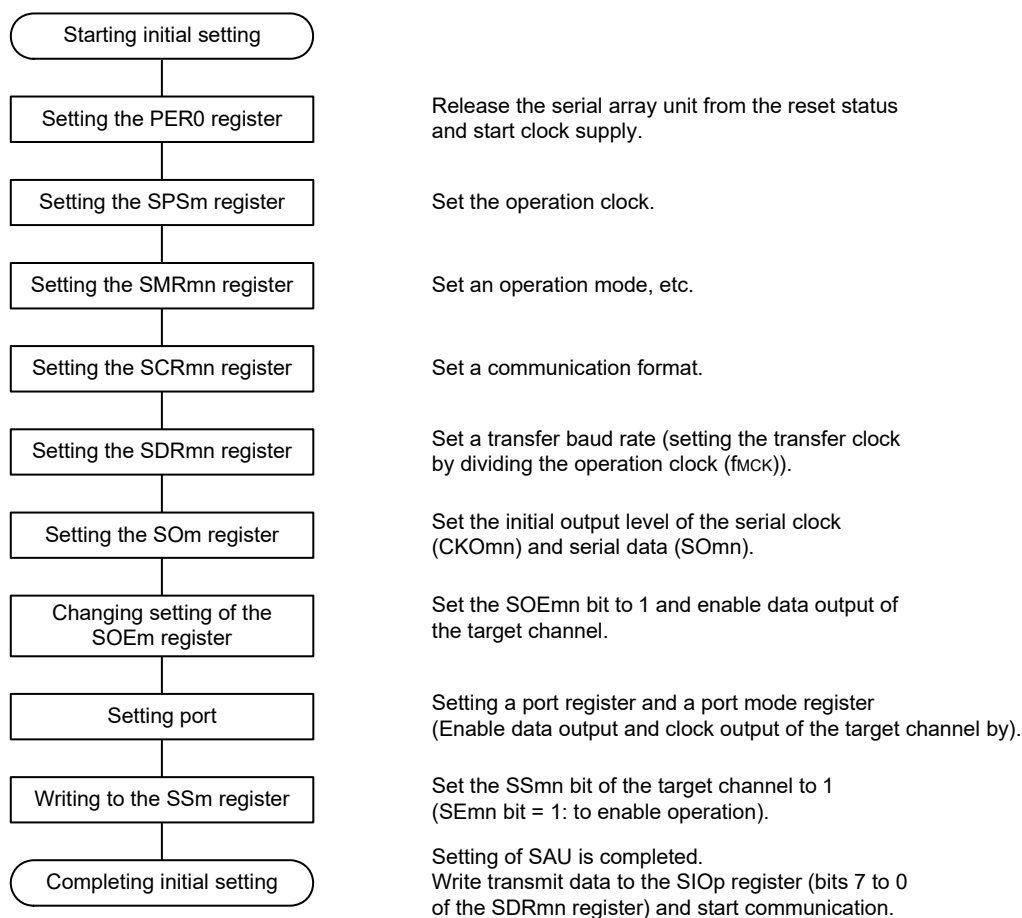 Starting initial setting
Setting the PER0 register
Release the serial array unit from the reset status
and start clock supply.
Setting the SPSm register
Set the operation clock.
Setting the SMRmn register
Set an operation mode, etc.
Setting the SCRmn register
Set a communication format.
Setting the SDRmn register
Set a transfer baud rate (setting the transfer clock
by dividing the operation clock (fMCK)).
Setting the SOm register
Set the initial output level of the serial clock
(CKOmn) and serial data (SOmn).
Changing setting of the
SOEm register
Set the SOEmn bit to 1 and enable data output of
the target channel.
Setting port
Setting a port register and a port mode register
(Enable data output and clock output of the target channel by).
Writing to the SSm register
Set the SSmn bit of the target channel to 1
(SEmn bit = 1: to enable operation).
Completing initial setting
Setting of SAU is completed.
Write transmit data to the SIOp register (bits 7 to 0
of the SDRmn register) and start communication.